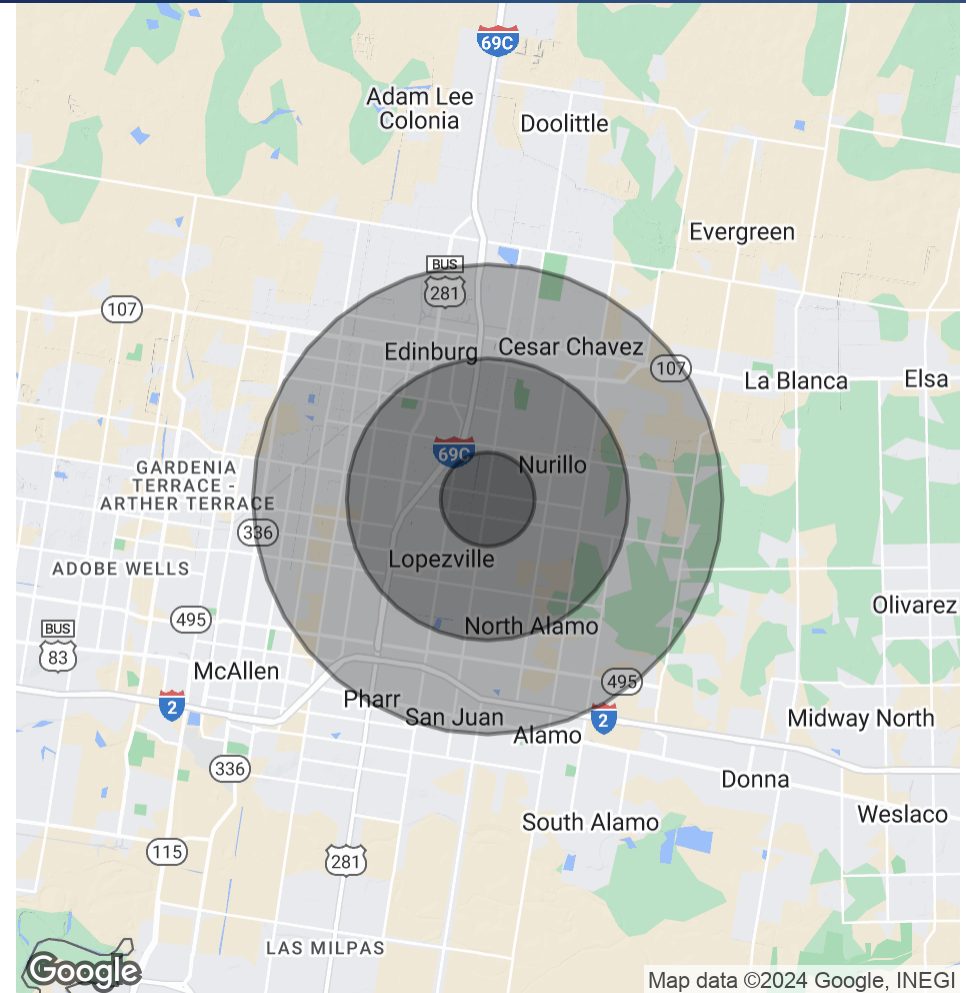 69C
Adam Lee
Colonia
Doolittle
Evergreen
BUS
281
107
Edinburg
Cesar Chavez
107
La Blanca
Elsa
69C
Nurillo
GARDENIA
TERRACE -
ARTHER TERRACE
336
Lopezville
ADOBE WELLS
495
Olivarez
BUS
83
North Alamo
McAllen
495
2
Pharr
San Juan
2
Midway North
Alamo
336
Donna
Weslaco
South Alamo
115
281
LAS MILPAS
Google
Map data ©2024 Google, INEGI